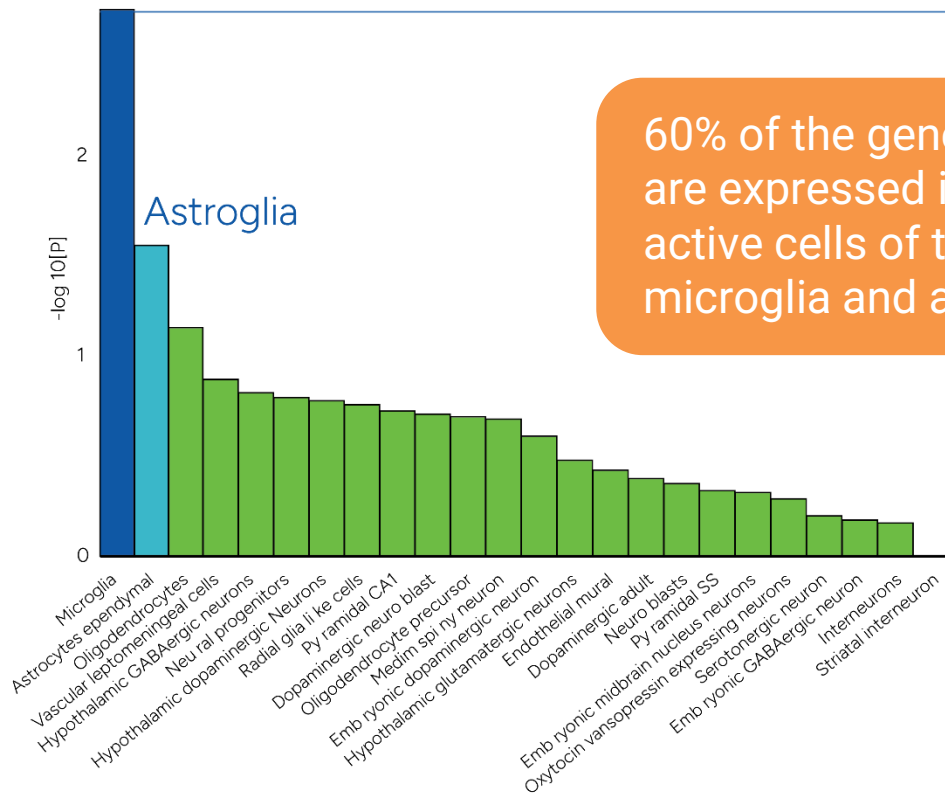 2
1
0
-log 10[P]
Astroglia
60% of the gene
are expressed i
active cells of t
microglia and a
Microglia
Astrocytes ependymal
Oligodendrocytes
Vascular leptomeningeal cells
Hypothalamic GABAergic neurons
Neu ral progenitors
Hypothalamic dopaminergic Neurons
Radial glia li ke cells
Py ramidal CA1
Dopaminergic neuro blast
Oligodendrocyte precursor
Medim spi ny neuron
Emb ryonic dopaminergic neuron
Hypothalamic glutamatergic neurons
Endothelial mural
Dopaminergic adult
Neuro blasts
Py ramidal SS
Emb ryonic midbrain nucleus neurons
Oxytocin vansopressin expressing neurons
Serotonergic neuron
Emb ryonic GABAergic neuron
Interneurons
Striatal interneuron